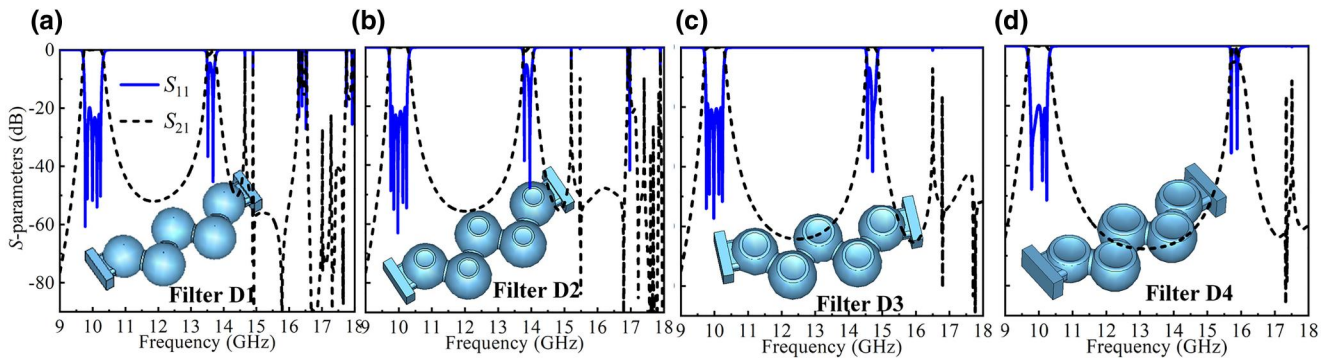 (a) (b) (c) (d)
0
-20
-40
-60
-80
S-parameters (dB)
S11
S21
Filter D1
Filter D2
Filter D3
Filter D4
9 10 11 12 13 14 15 16 17 18
9 10 11 12 13 14 15 16 17 18
9 10 11 12 13 14 15 16 17 18
9 10 11 12 13 14 15 16 17 18
Frequency (GHz)
Frequency (GHz)
Frequency (GHz)
Frequency (GHz)